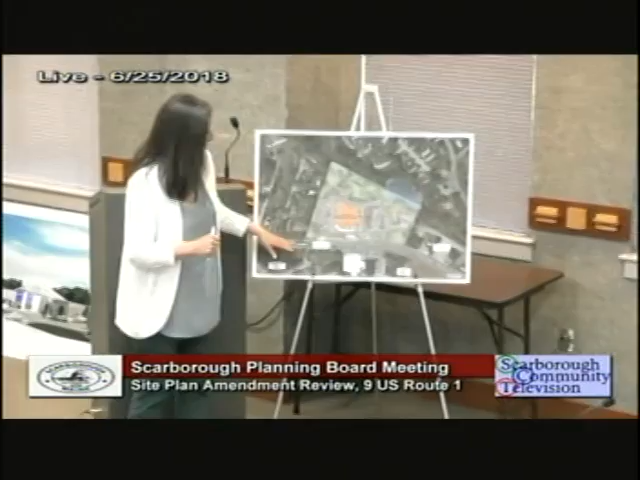 Live - 6/25/2018
Scarborough Planning Board Meeting
Site Plan Amendment Review, 9 US Route 1
Scarborough
Community
Television